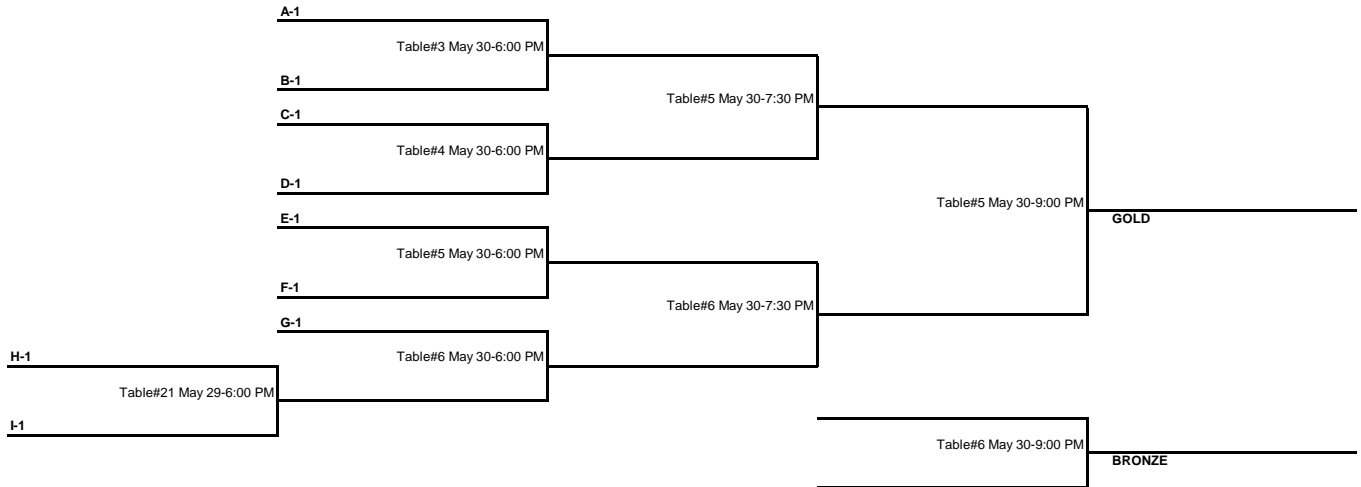 A-1
Table#3 May 30-6:00 PM
B-1
Table#5 May 30-7:30 PM
C-1
Table#4 May 30-6:00 PM
D-1
Table#5 May 30-9:00 PM
GOLD
E-1
Table#5 May 30-6:00 PM
F-1
Table#6 May 30-7:30 PM
G-1
H-1
Table#6 May 30-6:00 PM
Table#21 May 29-6:00 PM
I-1
Table#6 May 30-9:00 PM
BRONZE